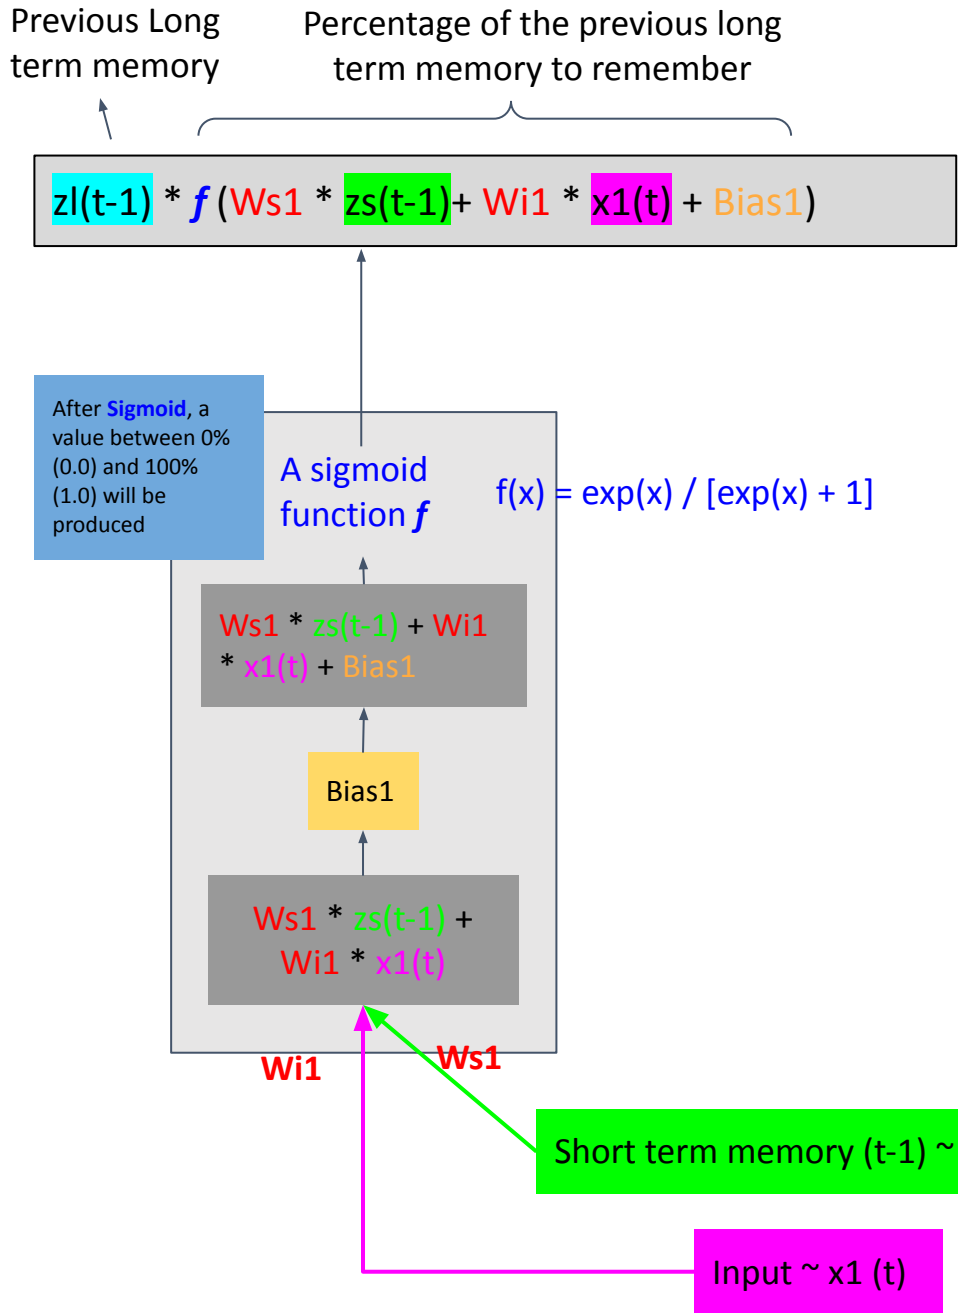 Previous Long
term memory
Percentage of the previous long
term memory to remember
zl(t-1) * f (Ws1 * zs(t-1)+ Wi1 * x1(t) + Bias1)
After Sigmoid, a
value between 0%
(0.0) and 100%
(1.0) will be
produced
A sigmoid
function f
f(x) = exp(x) / [exp(x) + 1]
Ws1 * zs(t-1) + Wi1
* x1(t) + Bias1
Bias1
Ws1 * zs(t-1) +
Wi1 * x1(t)
Wi1
Ws1
Short term memory (t-1) ~
Input ~ x1 (t)